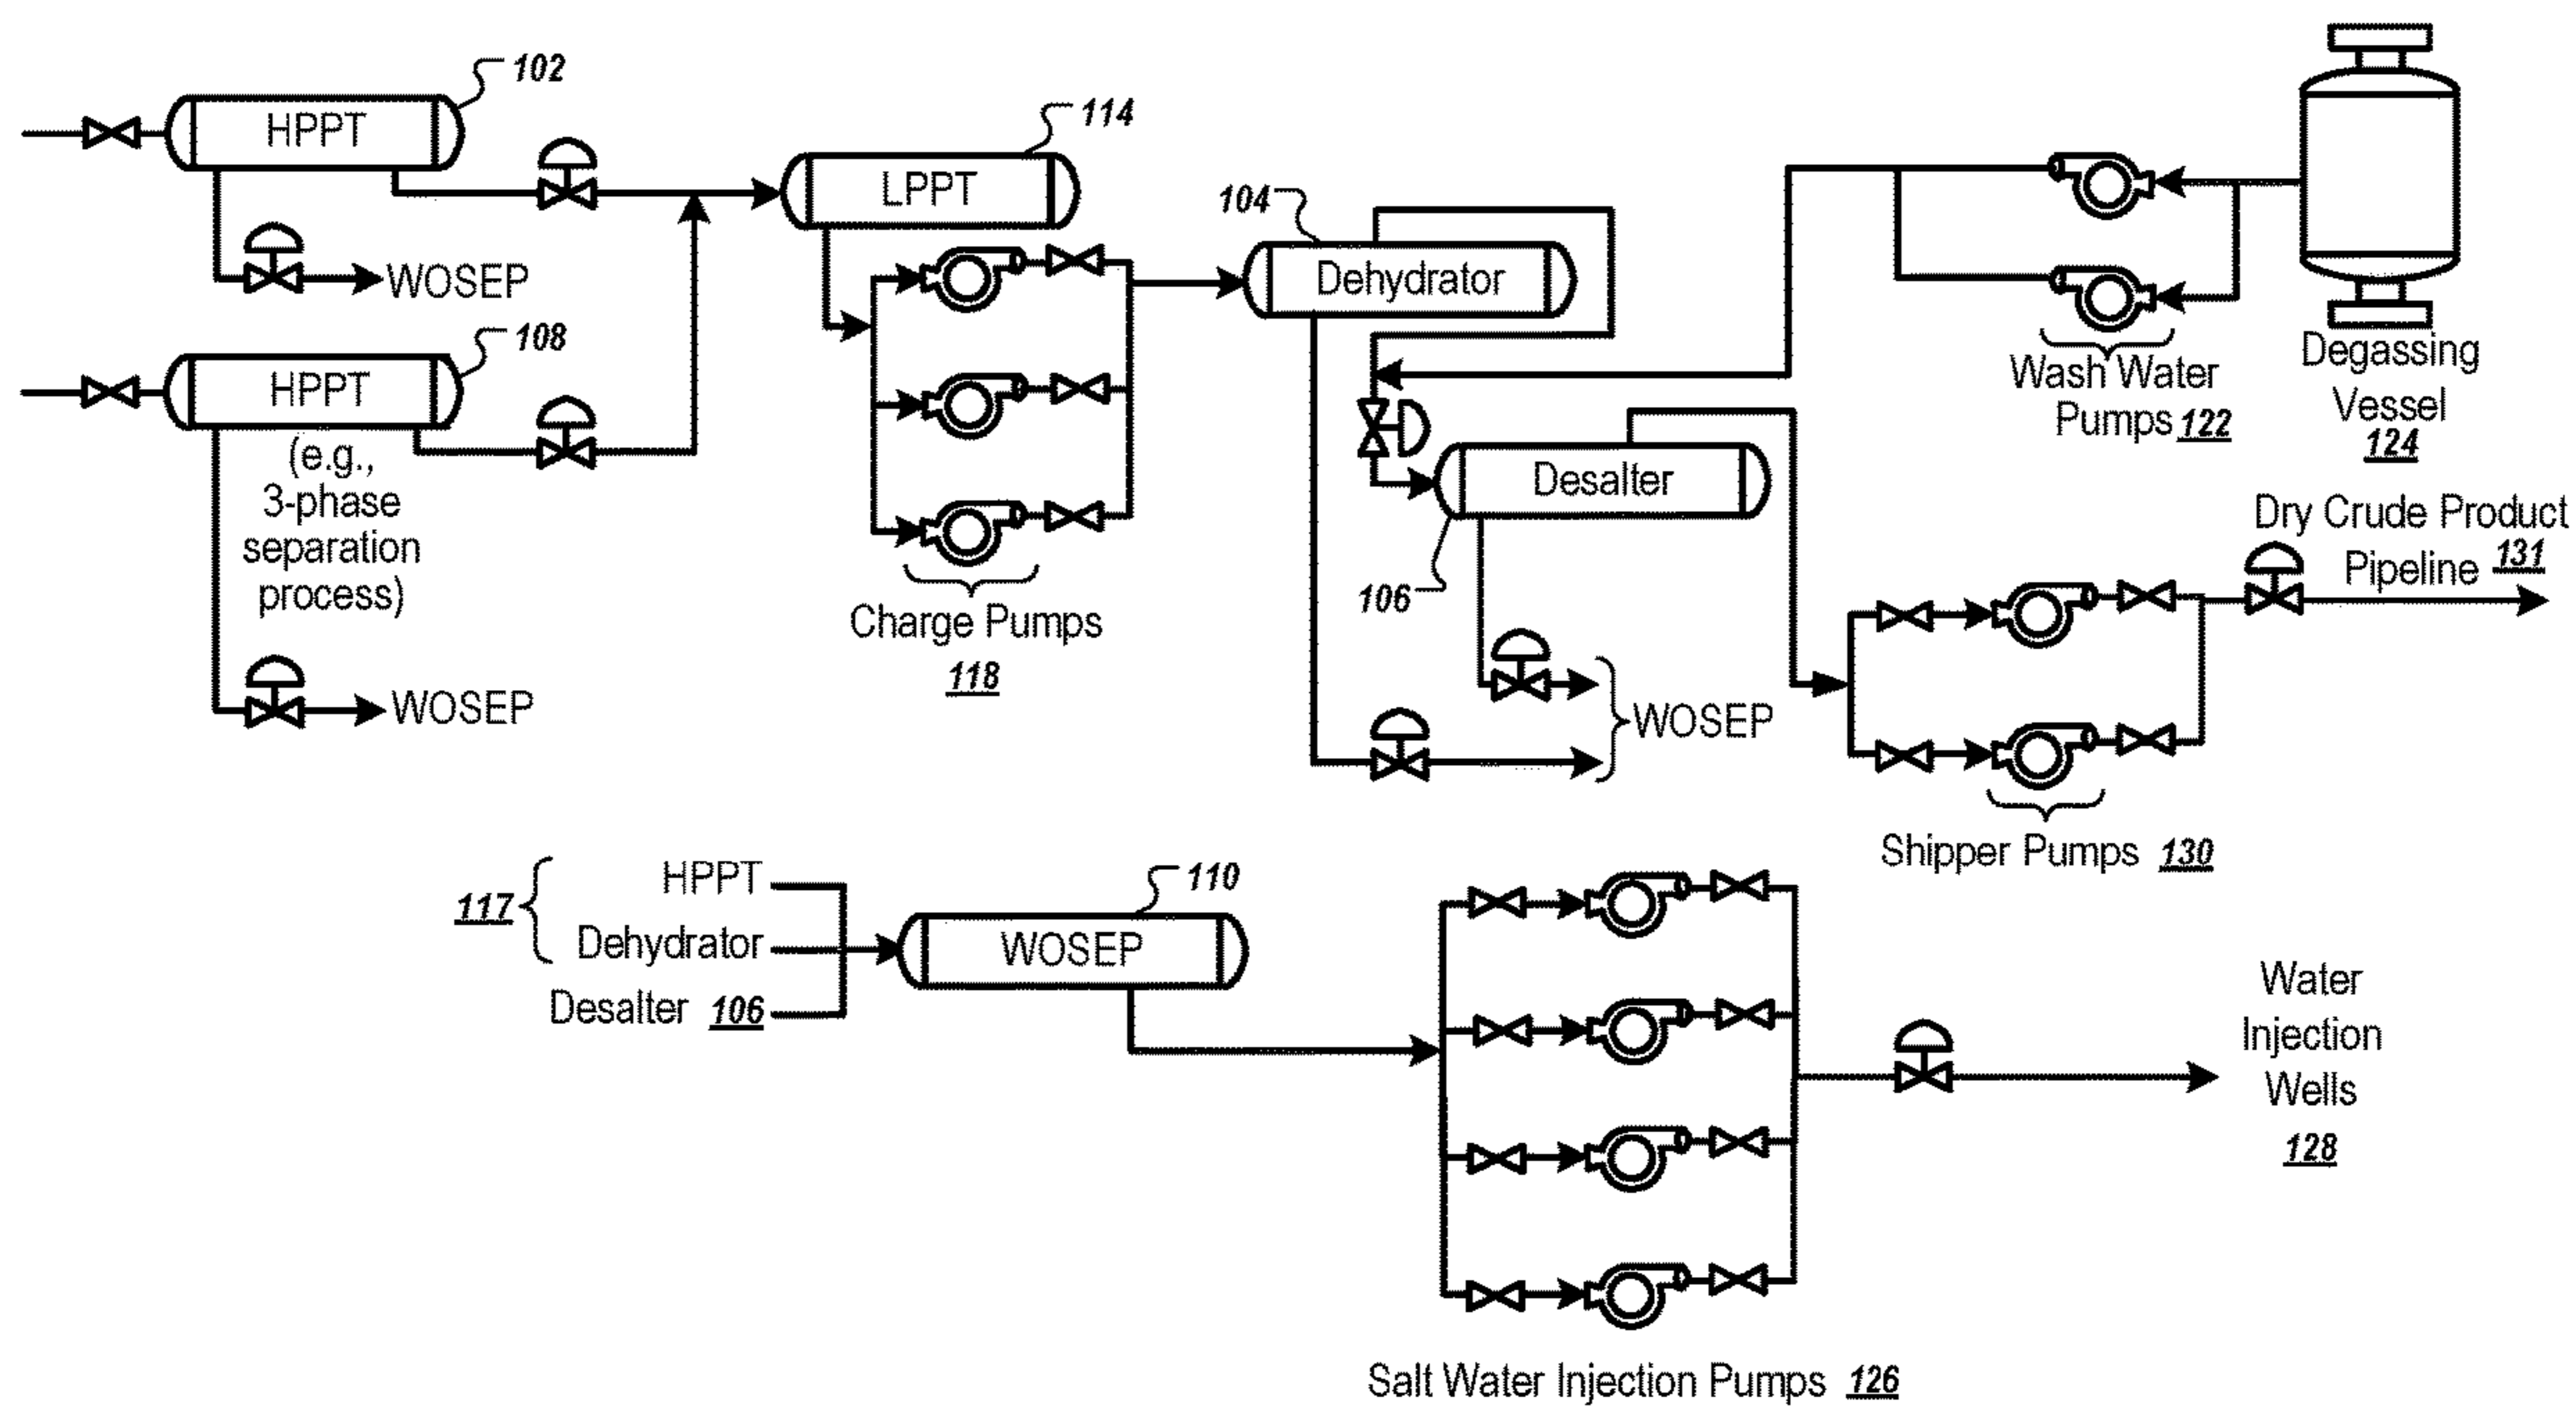 102
HPPT
WOSEP
108
HPPT
(e.g.,
3-phase
separation
process)
WOSEP
114
LPPT
Charge Pumps
118
104
Dehydrator
Desalter
106
WOSEP
Wash Water
Pumps 122
Degassing
Vessel
124
Dry Crude Product
Pipeline 131
Shipper Pumps 130
117
HPPT
Dehydrator
Desalter 106
110
WOSEP
Water
Injection
Wells
128
Salt Water Injection Pumps 126